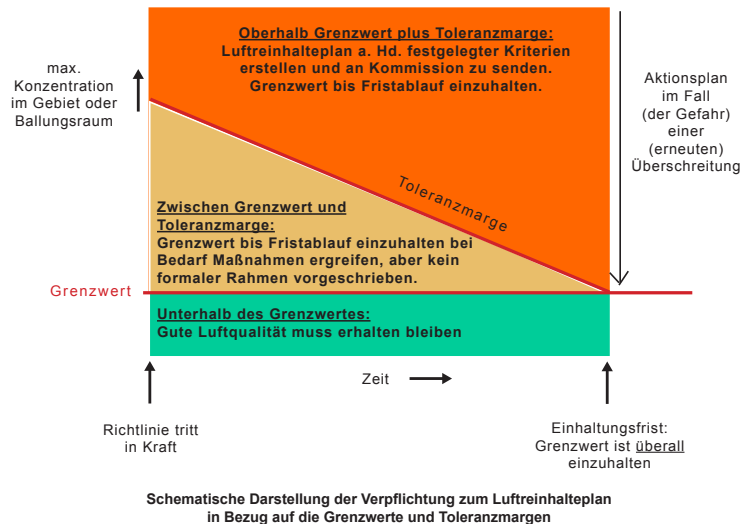 Oberhalb Grenzwert plus Toleranzmarge:
Luftreinhalteplan a. Hd. festgelegter Kriterien
erstellen und an Kommission zu senden.
Grenzwert bis Fristablauf einzuhalten.
max.
Konzentration
im Gebiet oder
Ballungsraum
Aktionsplan
im Fall
(der Gefahr)
einer
(erneuten)
Überschreitung
Toleranzmarge
Zwischen Grenzwert und
Toleranzmarge:
Grenzwert bis Fristablauf einzuhalten bei
Bedarf Maßnahmen ergreifen, aber kein
formaler Rahmen vorgeschrieben.
Grenzwert
Unterhalb des Grenzwertes:
Gute Luftqualität muss erhalten bleiben
Zeit
Richtlinie tritt
in Kraft
Einhaltungsfrist:
Grenzwert ist überall
einzuhalten
Schematische Darstellung der Verpflichtung zum Luftreinhalteplan
in Bezug auf die Grenzwerte und Toleranzmargen